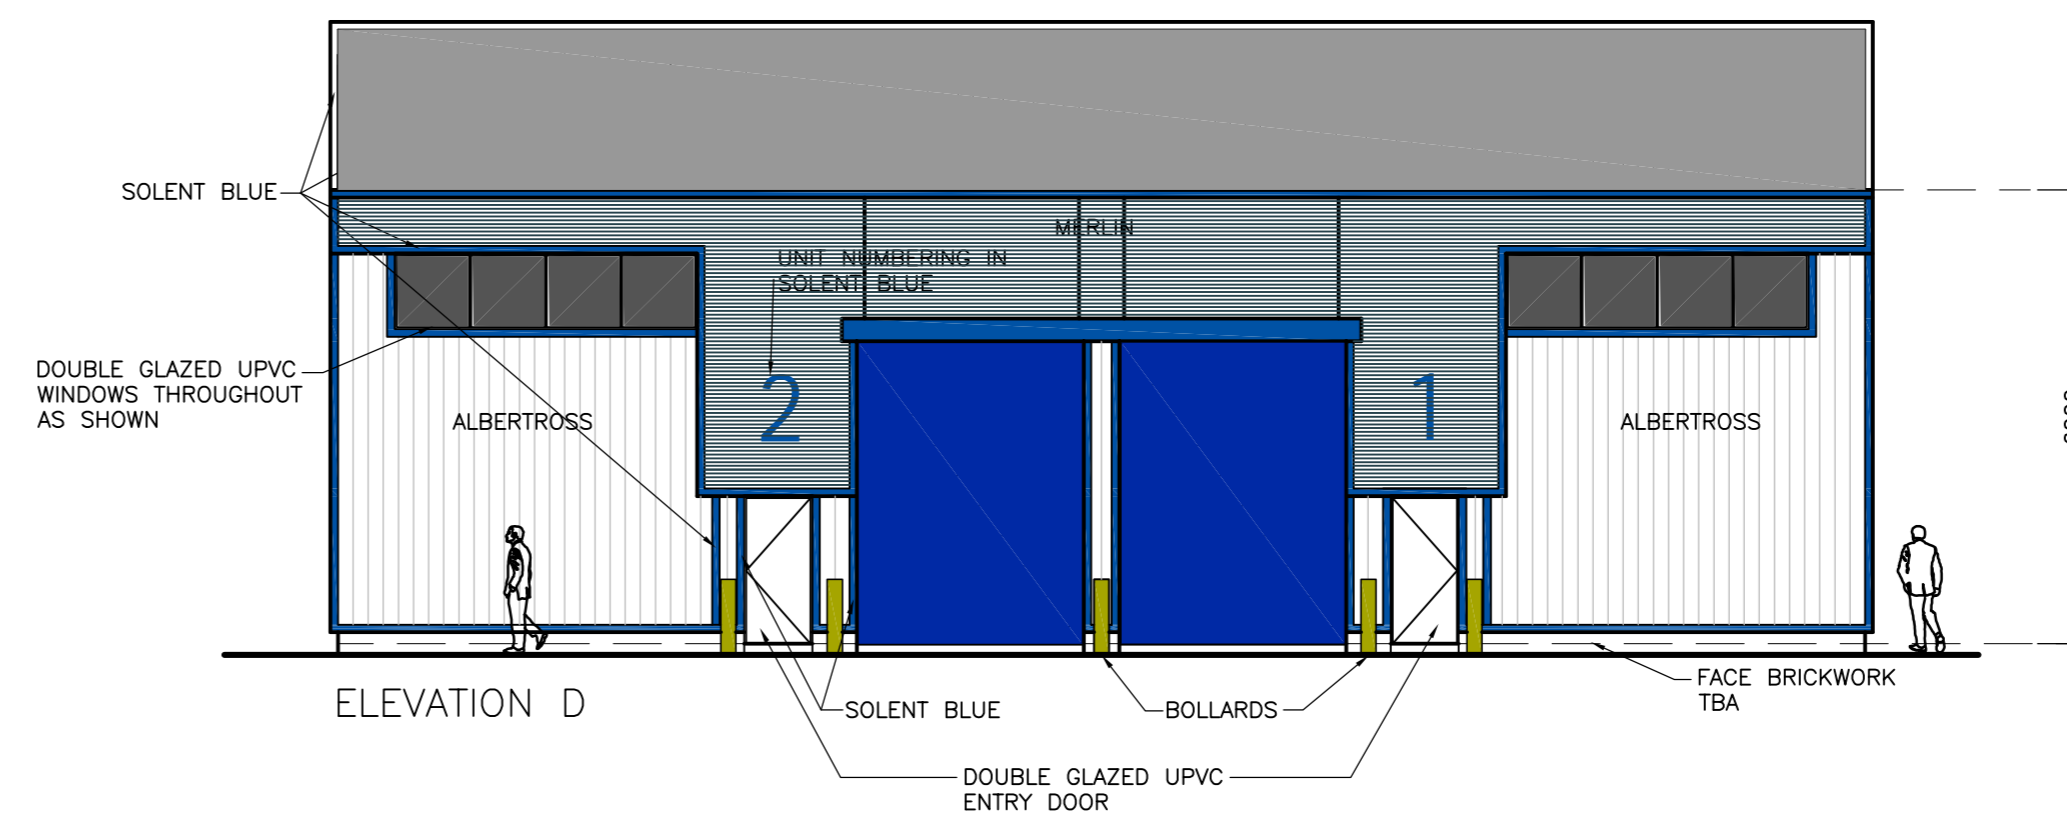 SOLENT BLUE
MERLIN
UNIT NUMBERING IN
SOLENT BLUE
DOUBLE GLAZED UPVC
WINDOWS THROUGHOUT
AS SHOWN
ALBERTROSS
2
1
ALBERTROSS
FACE BRICKWORK
TBA
ELEVATION D
SOLENT BLUE
BOLLARDS
DOUBLE GLAZED UPVC
ENTRY DOOR